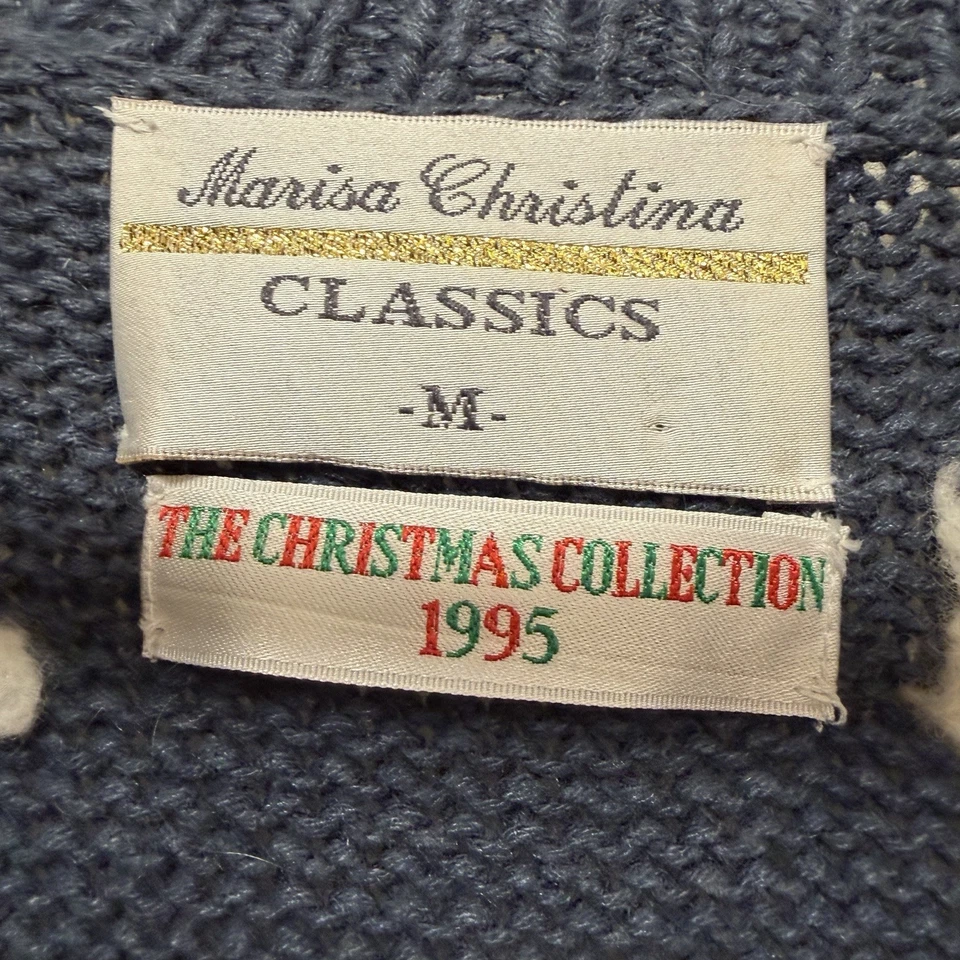 Marisa Christina
CLASSICS
-M-
THE CHRISTMAS COLLECTION
1995